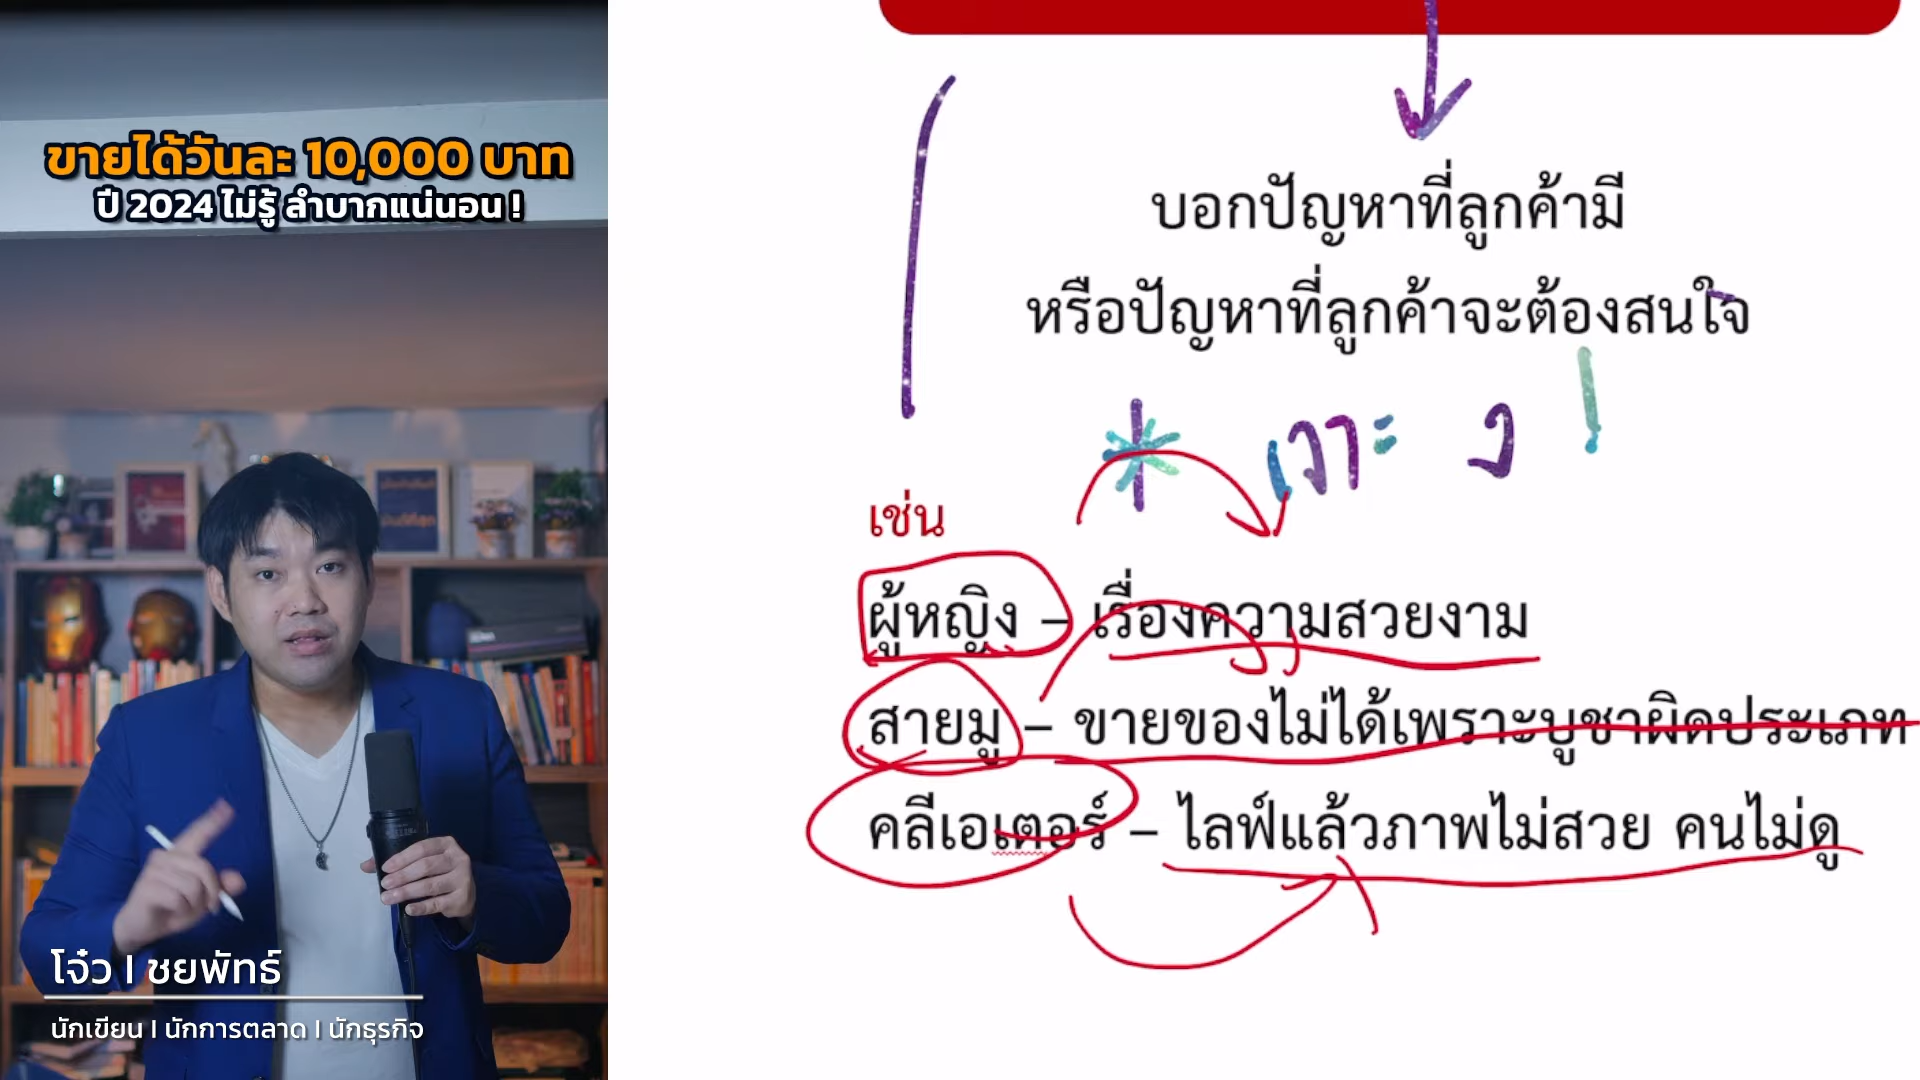 ขายได้วันละ 10,000 บาท
ปี 2024 ไม่รู้ ลำบากแน่นอน !
โจ๋ว I ชยพัทธ์
นักเขียน I นักการตลาด I นักธุรกิจ
บอกปัญหาที่ลูกค้ามี
หรือปัญหาที่ลูกค้าจะต้องสนใจ
เจาะ ง !
เช่น
ผู้หญิง – เรื่องความสวยงาม
สายมู – ขายของไม่ได้เพราะบูชาผิดประเภท
คลีเอเตอร์ – ไลฟ์แล้วภาพไม่สวย คนไม่ดู